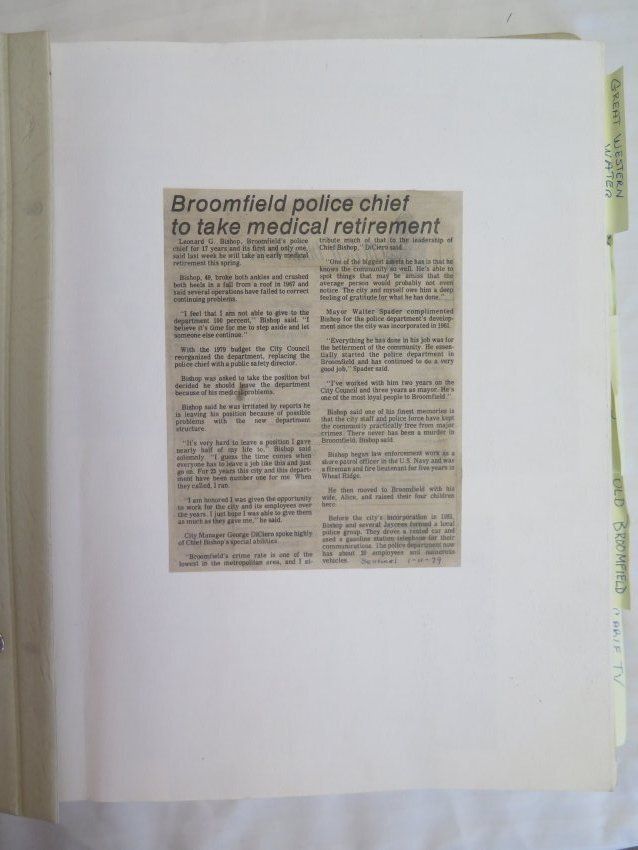 Broomfield police chief
to take medical retirement
Leonard G. Bishop, Broomfield's police
chief for 17 years and its first and only one,
said last week he will take an early medical
retirement this spring.
Bishop, 49, broke both ankles and crushed
both heels in a fall from a roof in 1967 and
said several operations have failed to correct
continuing problems.
"I feel that I am not able to give to the
department 100 percent," Bishop said. "I
believe it's time for me to step aside and let
someone else continue."
With the 1979 budget the City Council
reorganized the department, replacing the
police chief with a public safety director.
Bishop was asked to take the position but
decided he should leave the department
because of his medical problems.
Bishop said he was irritated by reports he
is leaving his position because of possible
problems with the new department
structure.
"It's very hard to leave a position I gave
nearly half of my life to," Bishop said
solemnly. "I guess the time comes when
everyone has to leave a job like this and just
go on. For 23 years this city and this depart-
ment have been number one for me. When
they called, I ran.
"I am honored I was given the opportunity
to work for the city and its employees over
the years. I just hope I was able to give them
as much as they gave me," he said.
City Manager George DiCiero spoke highly
of Chief Bishop's special abilities.
"Broomfield's crime rate is one of the
lowest in the metropolitan area, and I at-
tribute much of that to the leadership of
Chief Bishop," DiCiero said.
"One of the biggest assets he has is that he
knows the community so well. He's able to
spot things that may be amiss that the
average person would probably not even
notice. The city and myself owe him a deep
feeling of gratitude for what he has done."
Mayor Walter Spader complimented
Bishop for the police department's develop-
ment since the city was incorporated in 1961.
"Everything he has done in his job was for
the betterment of the community. He essen-
tially started the police department in
Broomfield and has continued to do a very
good job," Spader said.
"I've worked with him two years on the
City Council and three years as mayor. He's
one of the most loyal people to Broomfield."
Bishop said one of his finest memories is
that the city staff and police force have kept
the community practically free from major
crimes. There never has been a murder in
Broomfield, Bishop said.
Bishop began law enforcement work as a
shore patrol officer in the U.S. Navy and was
a fireman and fire lieutenant for five years in
Wheat Ridge.
He then moved to Broomfield with his
wife, Alice, and raised their four children
here.
Before the city's incorporation in 1961,
Bishop and several Jaycees formed a local
police group. They drove a rented car and
used a gasoline station telephone for their
communications. The police department now
has about 30 employees and numerous
vehicles.
Sentinel 1-11-79
GREAT WESTERN
WATER
OLD BROOMFIELD
TV